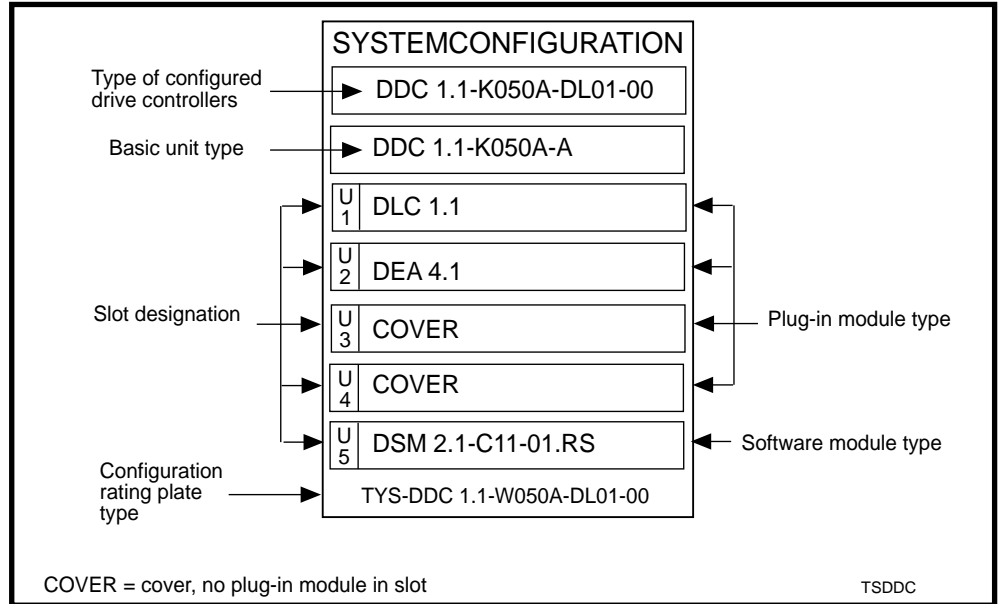 SYSTEMCONFIGURATION
Type of configured
drive controllers
DDC 1.1-K050A-DL01-00
Basic unit type
DDC 1.1-K050A-A
U
1
DLC 1.1
U
2
DEA 4.1
Slot designation
U
3
COVER
Plug-in module type
U
4
COVER
U
5
DSM 2.1-C11-01.RS
Software module type
Configuration
rating plate
type
TYS-DDC 1.1-W050A-DL01-00
COVER = cover, no plug-in module in slot
TSDDC